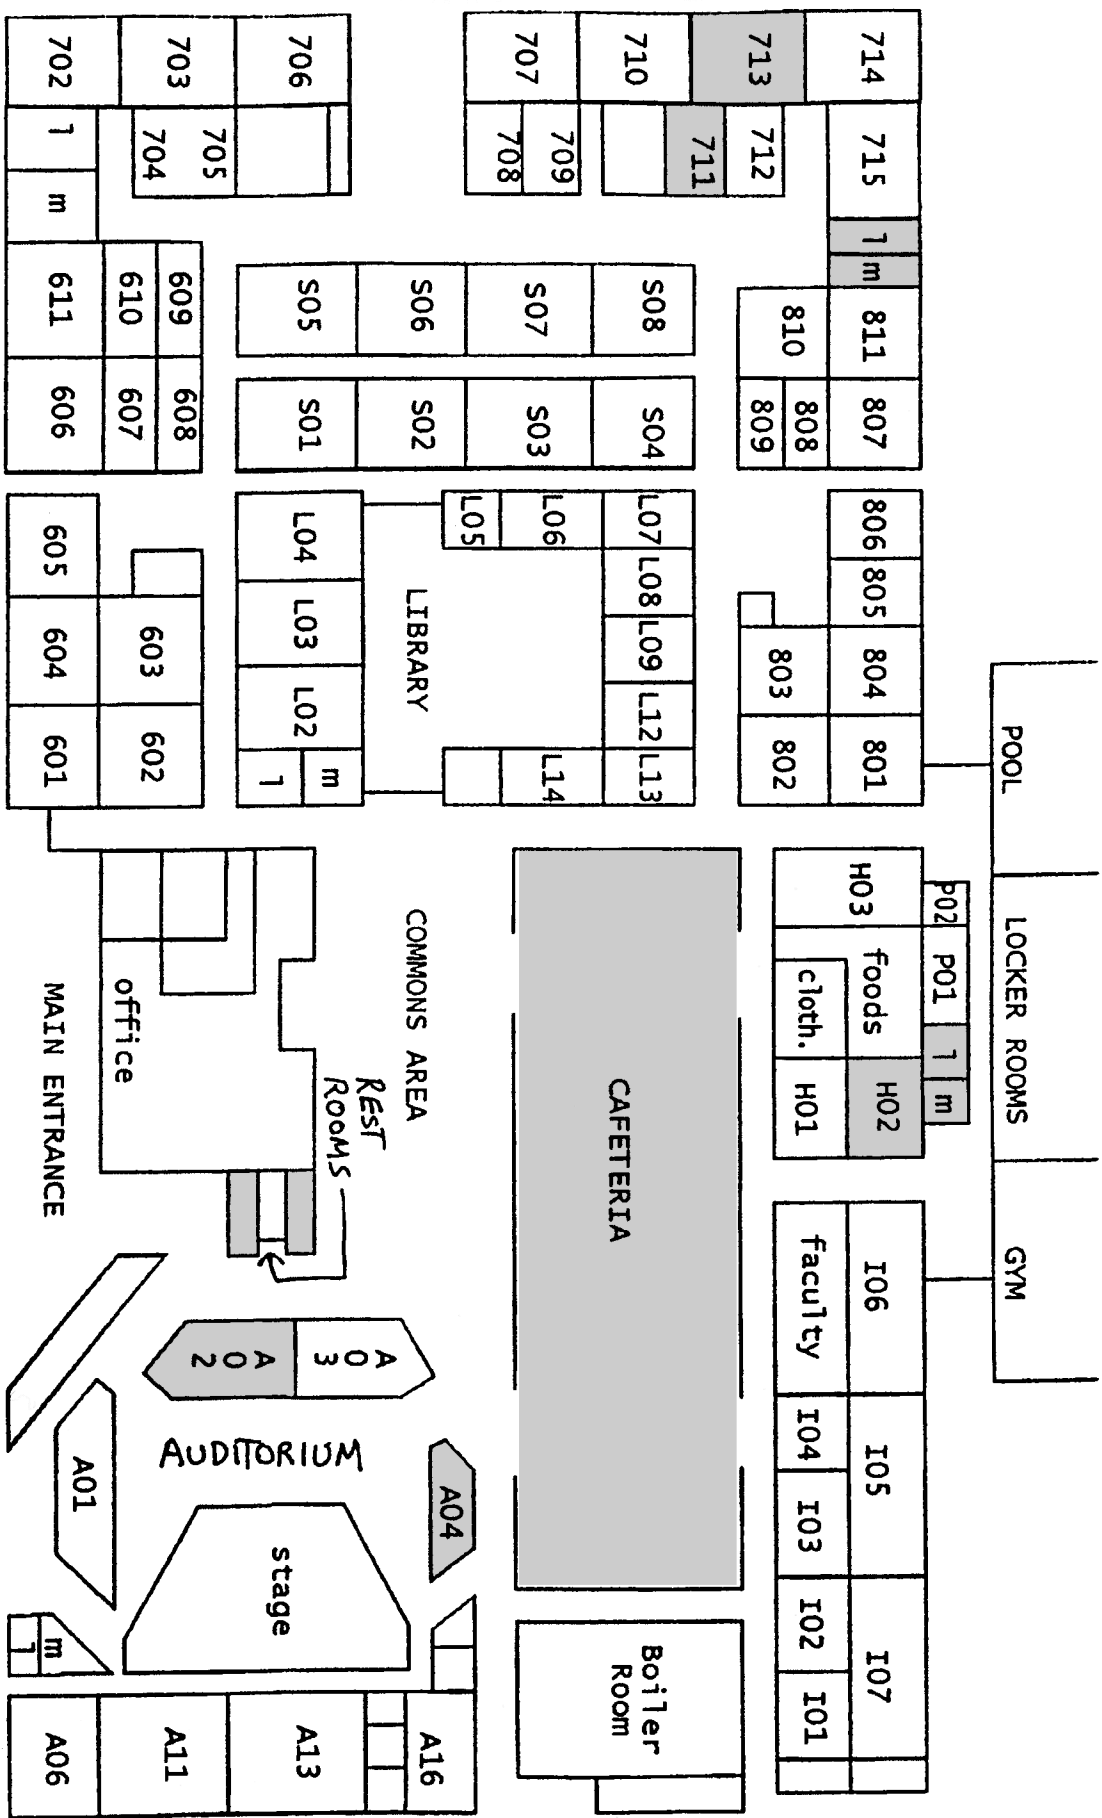 POOL
LOCKER ROOMS
GYM
P02
P01
l
m
714
715
l
m
811
807
806
805
804
801
H03
foods
H02
I06
I05
I07
713
712
711
810
808
809
803
802
cloth.
H01
faculty
I04
I03
I02
I01
710
707
709
708
S08
S04
L07
L08
L09
L12
L13
S07
S03
L06
L14
L05
CAFETERIA
Boiler
Room
S06
S02
LIBRARY
COMMONS AREA
REST
ROOMS
A04
A16
706
S05
S01
L04
L03
L02
m
l
A03
A02
AUDITORIUM
stage
A13
703
705
704
609
608
610
607
603
602
office
A11
702
l
m
611
606
605
604
601
MAIN ENTRANCE
A01
m
l
A06